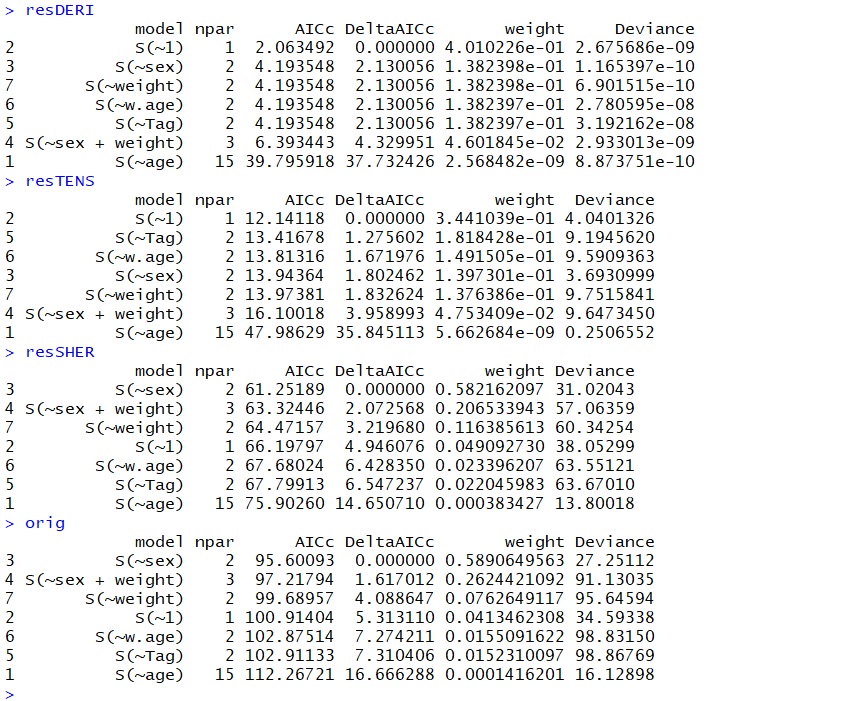 > resDERI
model npar AICc DeltaAICc weight Deviance
2 S(~1) 1 2.063492 0.000000 4.010226e-01 2.675686e-09
3 S(~sex) 2 4.193548 2.130056 1.382398e-01 1.165397e-10
7 S(~weight) 2 4.193548 2.130056 1.382398e-01 6.901515e-10
6 S(~w.age) 2 4.193548 2.130056 1.382397e-01 2.780595e-08
5 S(~Tag) 2 4.193548 2.130056 1.382397e-01 3.192162e-08
4 S(~sex + weight) 3 6.393443 4.329951 4.601845e-02 2.933013e-09
1 S(~age) 15 39.795918 37.732426 2.568482e-09 8.873751e-10
> resTENS
model npar AICc DeltaAICc weight Deviance
2 S(~1) 1 12.14118 0.000000 3.441039e-01 4.0401326
5 S(~Tag) 2 13.41678 1.275602 1.818428e-01 9.1945620
6 S(~w.age) 2 13.81316 1.671976 1.491505e-01 9.5909363
3 S(~sex) 2 13.94364 1.802462 1.397301e-01 3.6930999
7 S(~weight) 2 13.97381 1.832624 1.376386e-01 9.7515841
4 S(~sex + weight) 3 16.10018 3.958993 4.753409e-02 9.6473450
1 S(~age) 15 47.98629 35.845113 5.662684e-09 0.2506552
> resSHER
model npar AICc DeltaAICc weight Deviance
3 S(~sex) 2 61.25189 0.000000 0.582162097 31.02043
4 S(~sex + weight) 3 63.32446 2.072568 0.206533943 57.06359
7 S(~weight) 2 64.47157 3.219680 0.116385613 60.34254
2 S(~1) 1 66.19797 4.946076 0.049092730 38.05299
6 S(~w.age) 2 67.68024 6.428350 0.023396207 63.55121
5 S(~Tag) 2 67.79913 6.547237 0.022045983 63.67010
1 S(~age) 15 75.90260 14.650710 0.000383427 13.80018
> orig
model npar AICc DeltaAICc weight Deviance
3 S(~sex) 2 95.60093 0.000000 0.5890649563 27.25112
4 S(~sex + weight) 3 97.21794 1.617012 0.2624421092 91.13035
7 S(~weight) 2 99.68957 4.088647 0.0762649117 95.64594
2 S(~1) 1 100.91404 5.313110 0.0413462308 34.59338
6 S(~w.age) 2 102.87514 7.274211 0.0155091622 98.83150
5 S(~Tag) 2 102.91133 7.310406 0.0152310097 98.86769
1 S(~age) 15 112.26721 16.666288 0.0001416201 16.12898
>